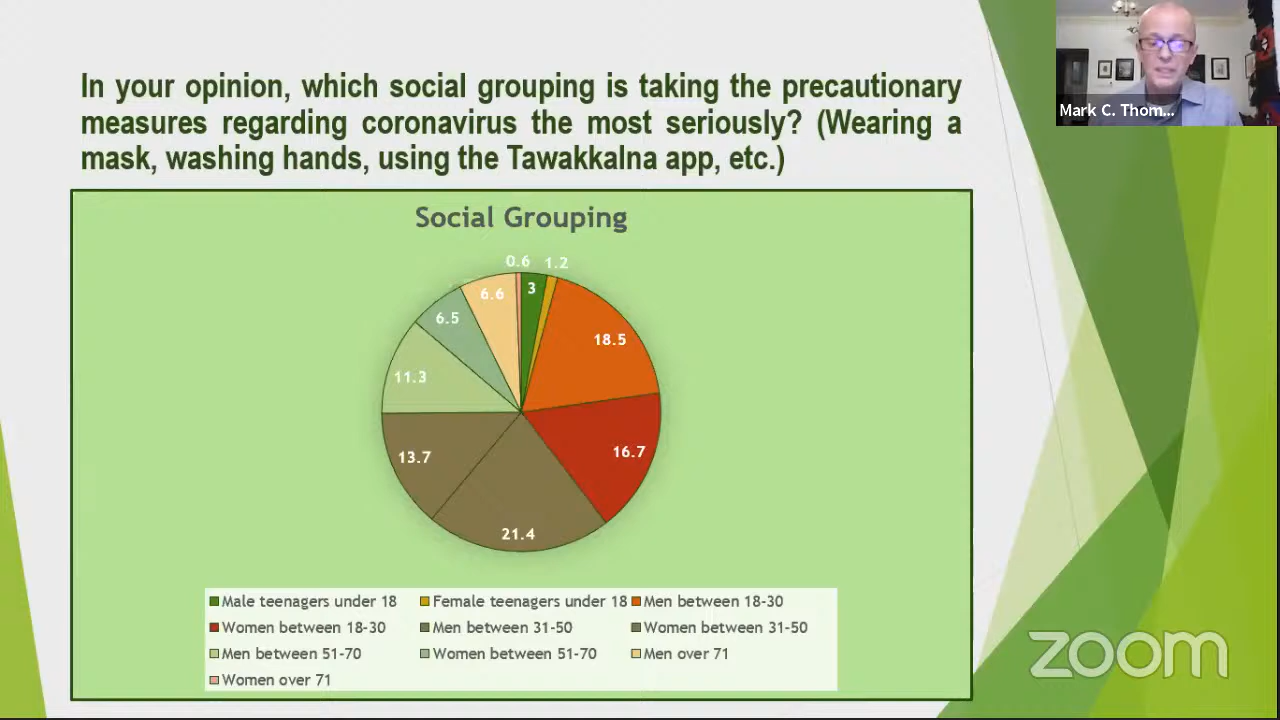 In your opinion, which social grouping is taking the precautionary
measures regarding coronavirus the most seriously? (Wearing a
mask, washing hands, using the Tawakkalna app, etc.)
Mark C. Thom...
Social Grouping
0.6 1.2
3
6.6
6.5
18.5
11.3
16.7
13.7
21.4
Male teenagers under 18 Female teenagers under 18 Men between 18-30
Women between 18-30 Men between 31-50 Women between 31-50
Men between 51-70 Women between 51-70 Men over 71
Women over 71
zoom